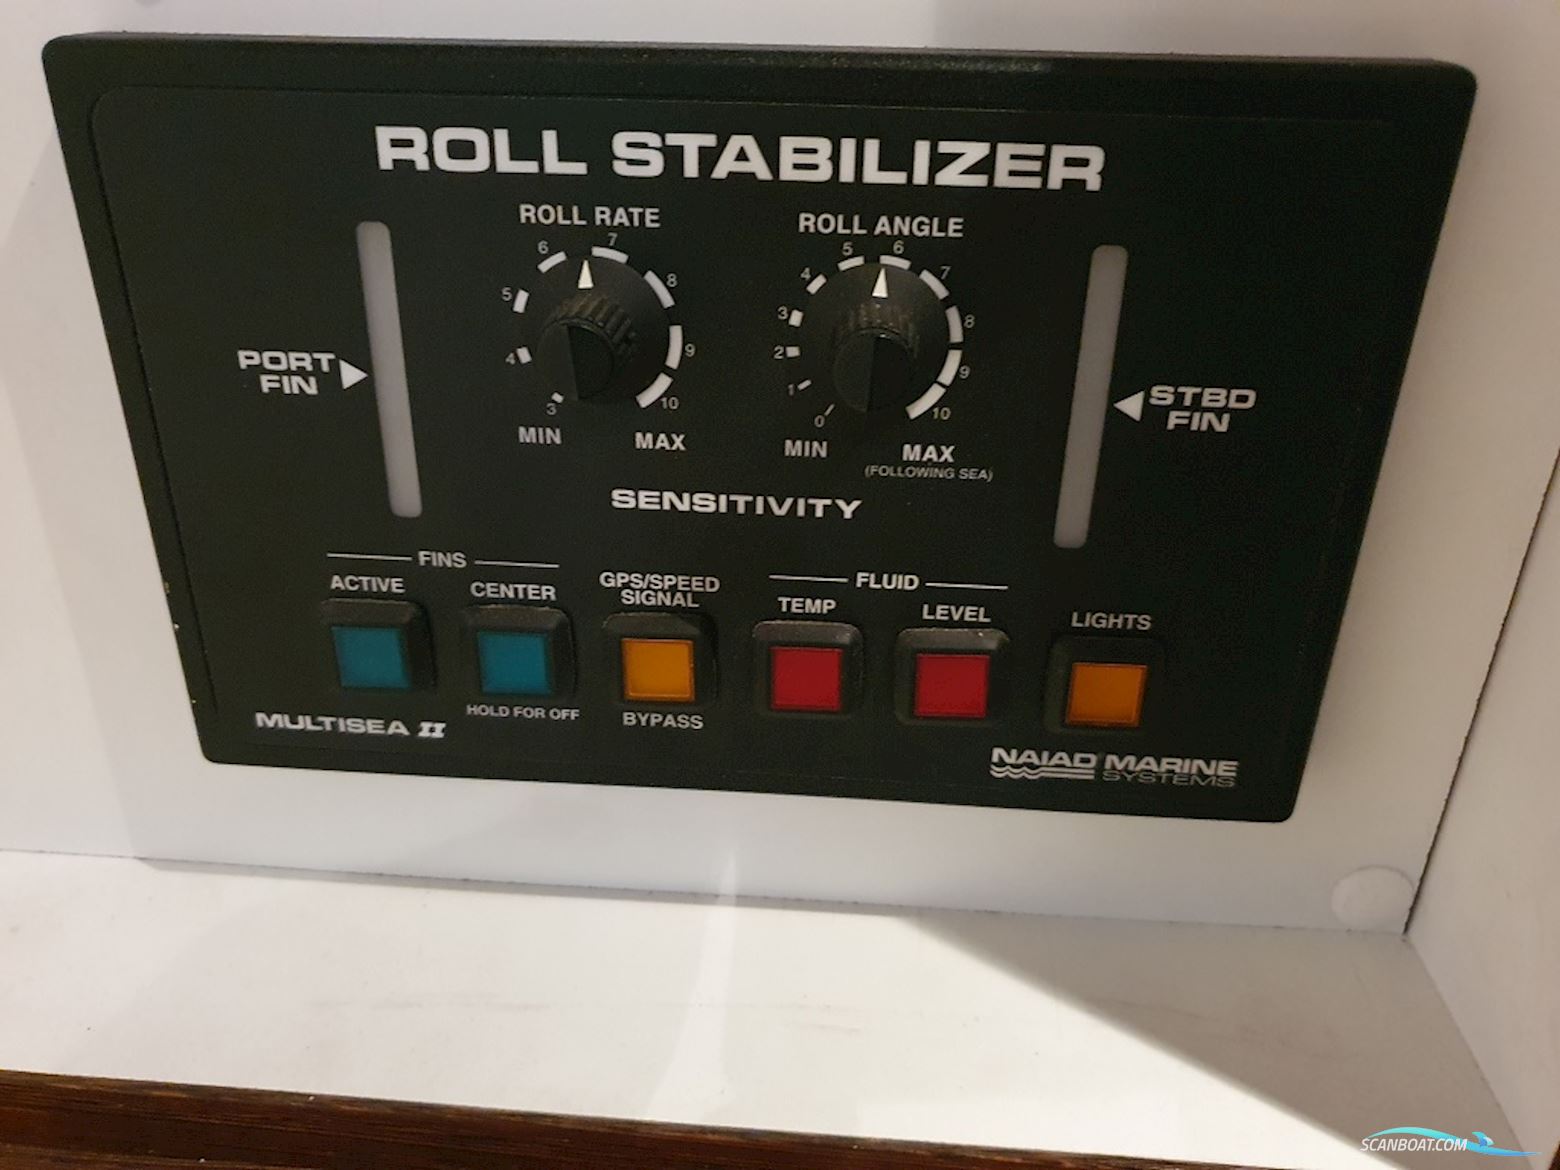 ROLL STABILIZER
ROLL RATE
3 4 5 6 7 8 9 10
MIN MAX
ROLL ANGLE
0 1 2 3 4 5 6 7 8 9 10
MIN MAX
(FOLLOWING SEA)
PORT
FIN
STBD
FIN
SENSITIVITY
FINS
ACTIVE
CENTER
HOLD FOR OFF
GPS/SPEED
SIGNAL
BYPASS
FLUID
TEMP
LEVEL
LIGHTS
MULTISEA II
NAIAD MARINE
SYSTEMS
SCANBOAT.COM